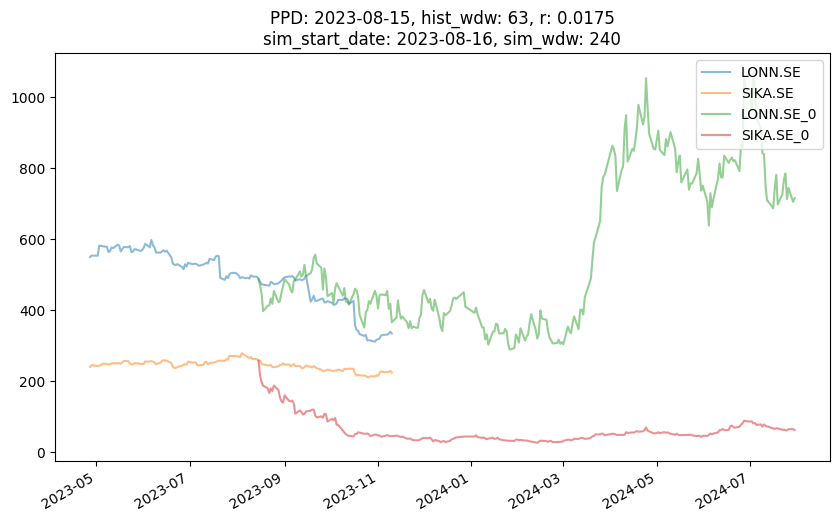 PPD: 2023-08-15, hist_wdw: 63, r: 0.0175
sim_start_date: 2023-08-16, sim_wdw: 240
LONN.SE
SIKA.SE
LONN.SE_0
SIKA.SE_0
1000
800
600
400
200
0
2023-05
2023-07
2023-09
2023-11
2024-01
2024-03
2024-05
2024-07